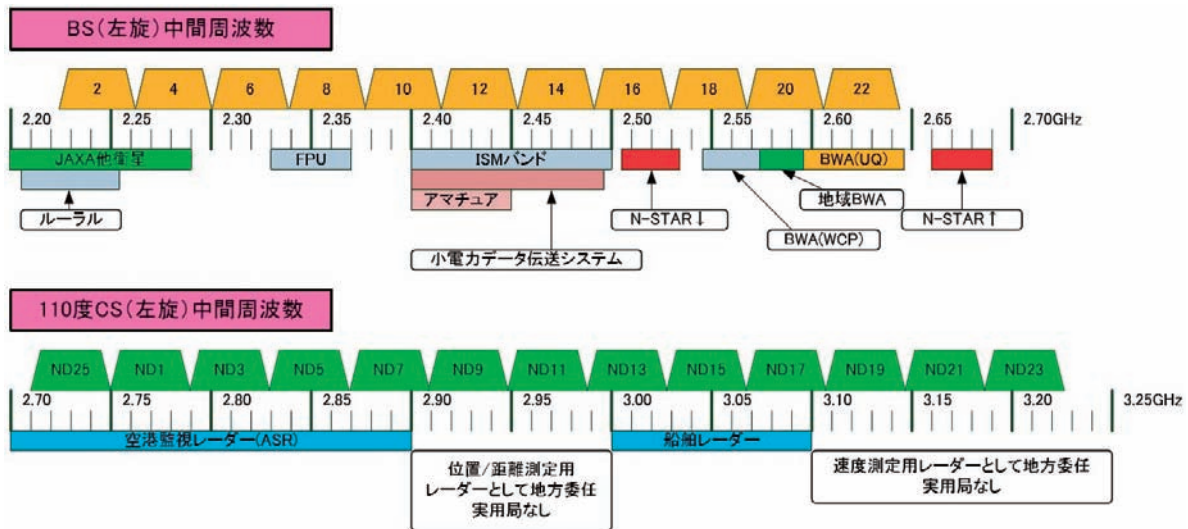 BS(左旋)中間周波数
2 4 6 8 10 12 14 16 18 20 22
2.20 2.25 2.30 2.35 2.40 2.45 2.50 2.55 2.60 2.65 2.70GHz
JAXA他衛星 FPU ISMバンド BWA(UQ)
ルーラル アマチュア N-STAR↓ 地域BWA N-STAR↑
BWA(WCP)
小電力データ伝送システム
110度CS(左旋)中間周波数
ND25 ND1 ND3 ND5 ND7 ND9 ND11 ND13 ND15 ND17 ND19 ND21 ND23
2.70 2.75 2.80 2.85 2.90 2.95 3.00 3.05 3.10 3.15 3.20 3.25GHz
空港監視レーダー(ASR) 船舶レーダー
位置/距離測定用
レーダーとして地方委任
実用局なし
速度測定用レーダーとして地方委任
実用局なし